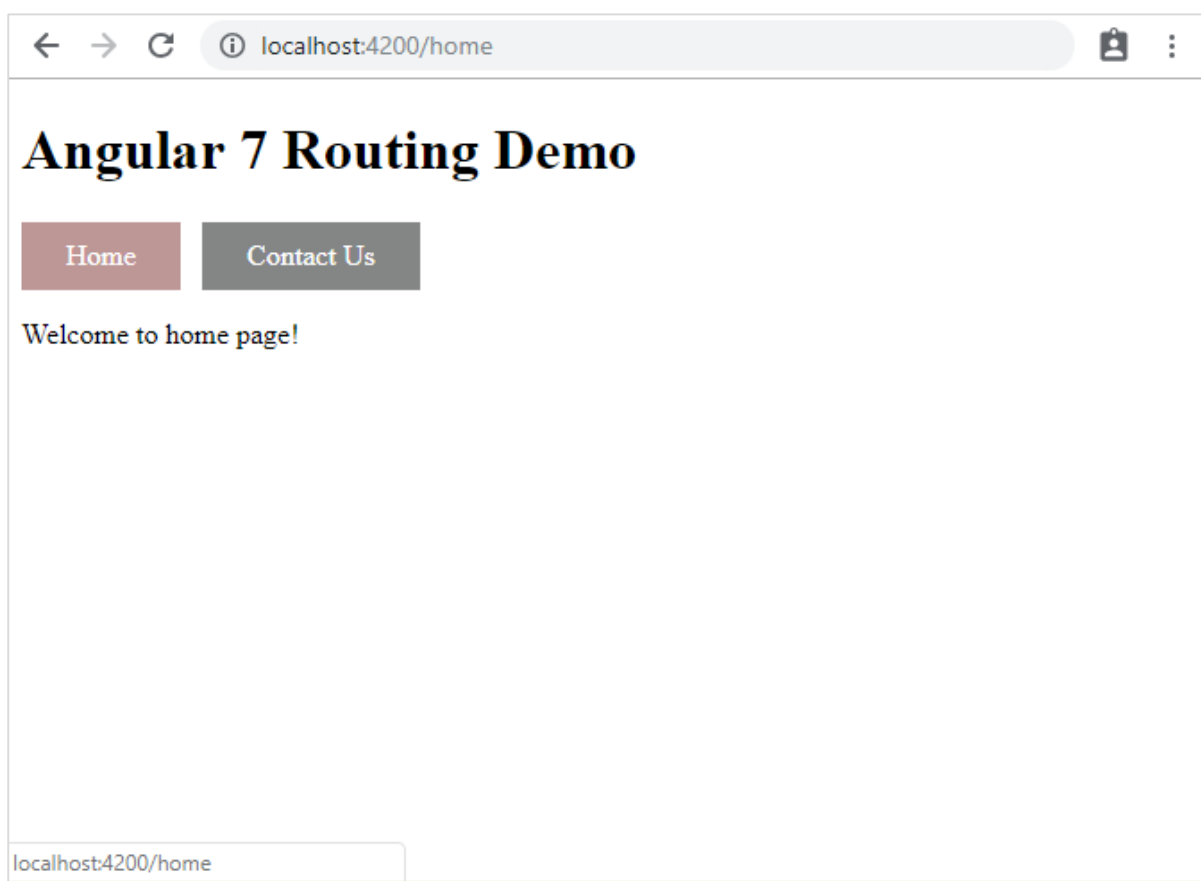 localhost:4200/home
Angular 7 Routing Demo
Home Contact Us
Welcome to home page!
localhost:4200/home